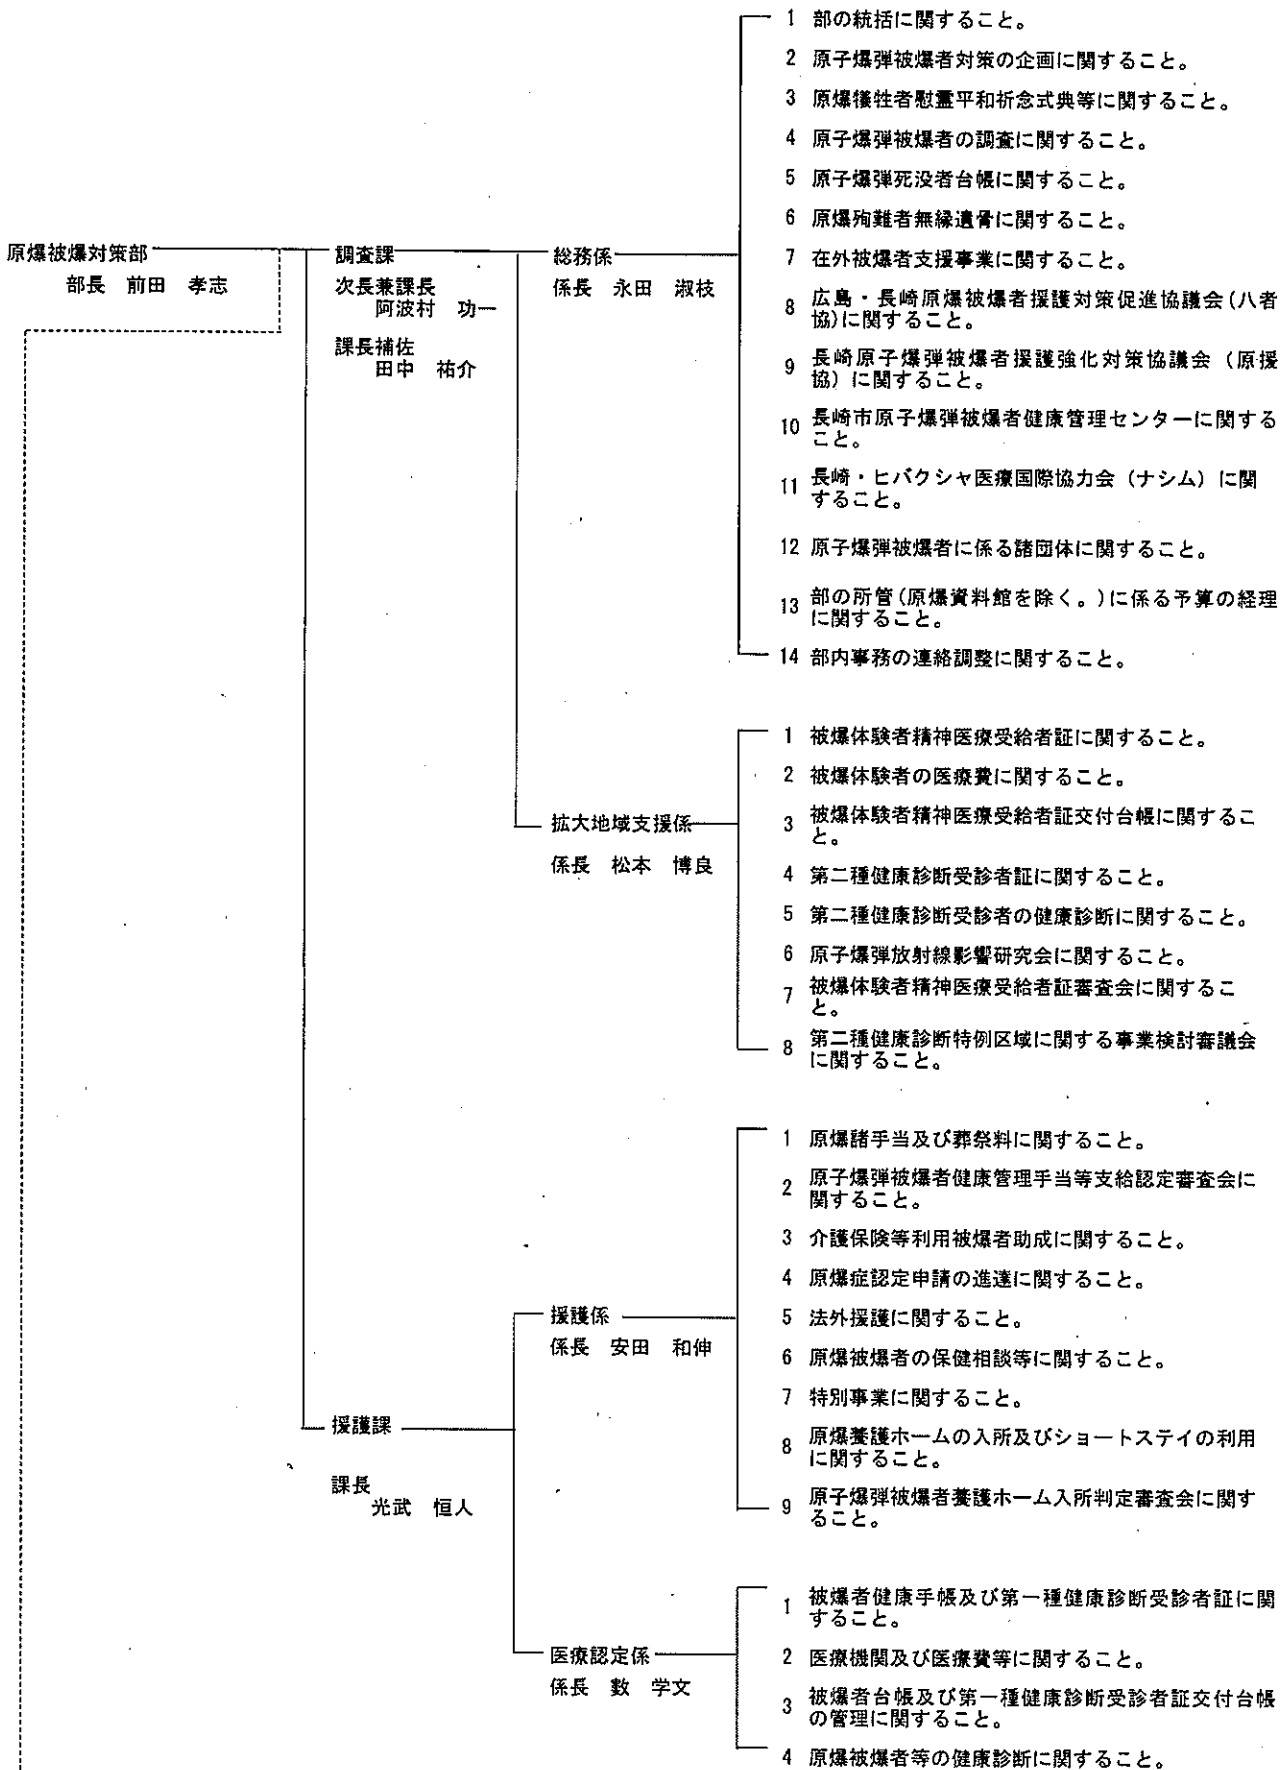 原爆被爆対策部
部長 前田 孝志
調査課
次長兼課長
阿波村 功一
課長補佐
田中 祐介
総務係
係長 永田 淑枝
1 部の統括に関すること。
2 原子爆弾被爆者対策の企画に関すること。
3 原爆犠牲者慰霊平和祈念式典等に関すること。
4 原子爆弾被爆者の調査に関すること。
5 原子爆弾死没者台帳に関すること。
6 原爆殉難者無縁遺骨に関すること。
7 在外被爆者支援事業に関すること。
8 広島・長崎原爆被爆者援護対策促進協議会(八者
協)に関すること。
9 長崎原子爆弾被爆者援護強化対策協議会（原援
協）に関すること。
10 長崎市原子爆弾被爆者健康管理センターに関する
こと。
11 長崎・ヒバクシャ医療国際協力会（ナシム）に関
すること。
12 原子爆弾被爆者に係る諸団体に関すること。
13 部の所管(原爆資料館を除く。)に係る予算の経理
に関すること。
14 部内事務の連絡調整に関すること。
拡大地域支援係
係長 松本 博良
1 被爆体験者精神医療受給者証に関すること。
2 被爆体験者の医療費に関すること。
3 被爆体験者精神医療受給者証交付台帳に関するこ
と。
4 第二種健康診断受診者証に関すること。
5 第二種健康診断受診者の健康診断に関すること。
6 原子爆弾放射線影響研究会に関すること。
7 被爆体験者精神医療受給者証審査会に関するこ
と。
8 第二種健康診断特例区域に関する事業検討審議会
に関すること。
援護課
課長
光武 恒人
援護係
係長 安田 和伸
1 原爆諸手当及び葬祭料に関すること。
2 原子爆弾被爆者健康管理手当等支給認定審査会に
関すること。
3 介護保険等利用被爆者助成に関すること。
4 原爆症認定申請の進達に関すること。
5 法外援護に関すること。
6 原爆被爆者の保健相談等に関すること。
7 特別事業に関すること。
8 原爆養護ホームの入所及びショートステイの利用
に関すること。
9 原子爆弾被爆者養護ホーム入所判定審査会に関す
ること。
医療認定係
係長 數 学文
1 被爆者健康手帳及び第一種健康診断受診者証に関
すること。
2 医療機関及び医療費等に関すること。
3 被爆者台帳及び第一種健康診断受診者証交付台帳
の管理に関すること。
4 原爆被爆者等の健康診断に関すること。